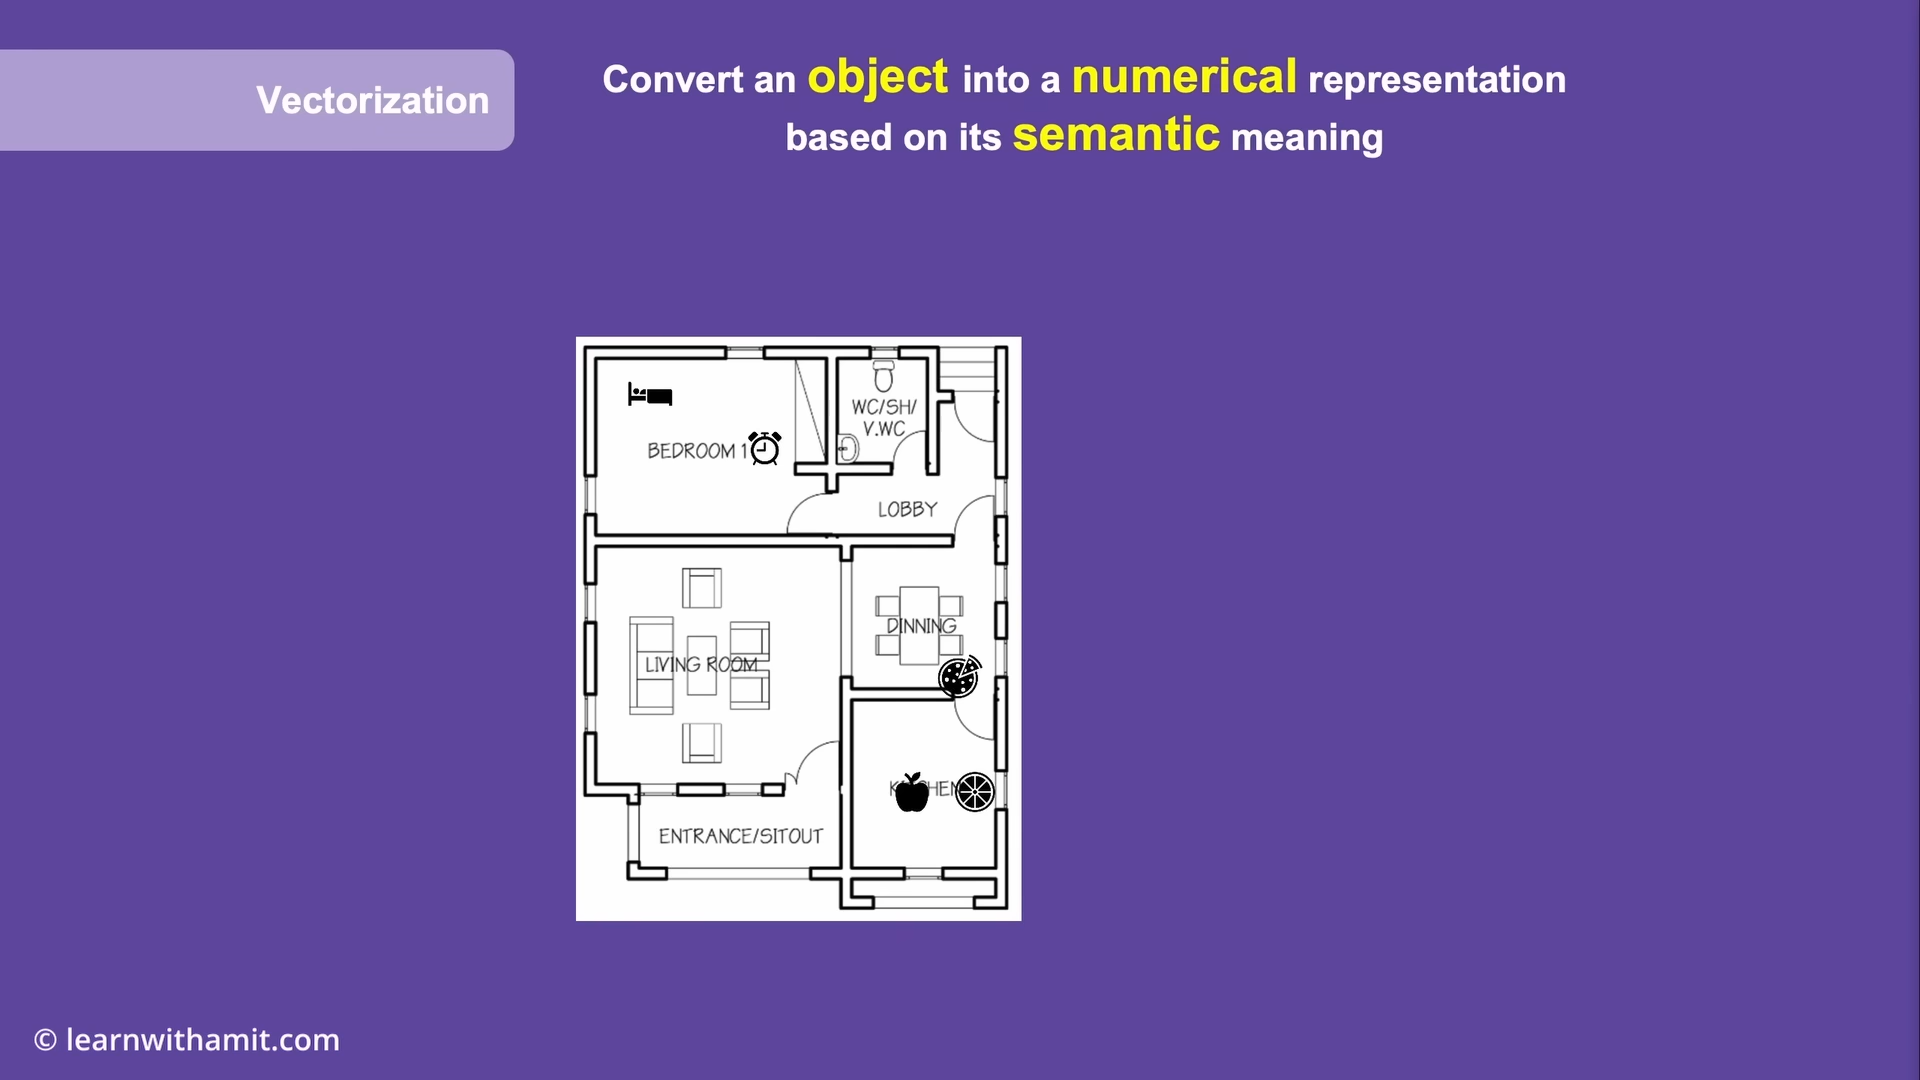 Vectorization
Convert an object into a numerical representation
based on its semantic meaning
WC/SH/
V.WC
BEDROOM 1
LOBBY
DINNING
LIVING ROOM
ENTRANCE/SITOUT
© learnwithamit.com